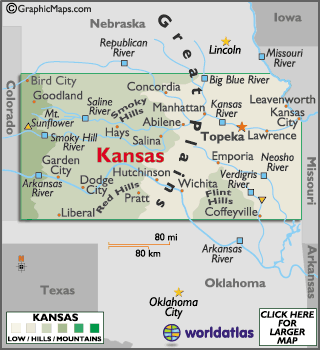 ©GraphicMaps.com
Iowa
Nebraska
Republican
River
Great Plains
Lincoln
Missouri
River
Colorado
Bird City
Goodland
Mt.
Sunflower
Smoky Hill
River
Saline
River
Smoky
Hills
Concordia
Manhattan
Abilene
Hays
Salina
Big Blue River
Kansas
River
Leavenworth
Kansas
City
Topeka
Lawrence
Kansas
Garden
City
Arkansas
River
Dodge
City
Liberal
Red Hills
Pratt
Hutchinson
Wichita
Emporia
Neosho
River
Verdigris
River
Flint
Hills
Coffeyville
Missouri
80 mi
80 km
Arkansas
River
Arkansas
Texas
Oklahoma
Oklahoma
City
KANSAS
LOW / HILLS / MOUNTAINS
worldatlas
CLICK HERE
FOR
LARGER
MAP